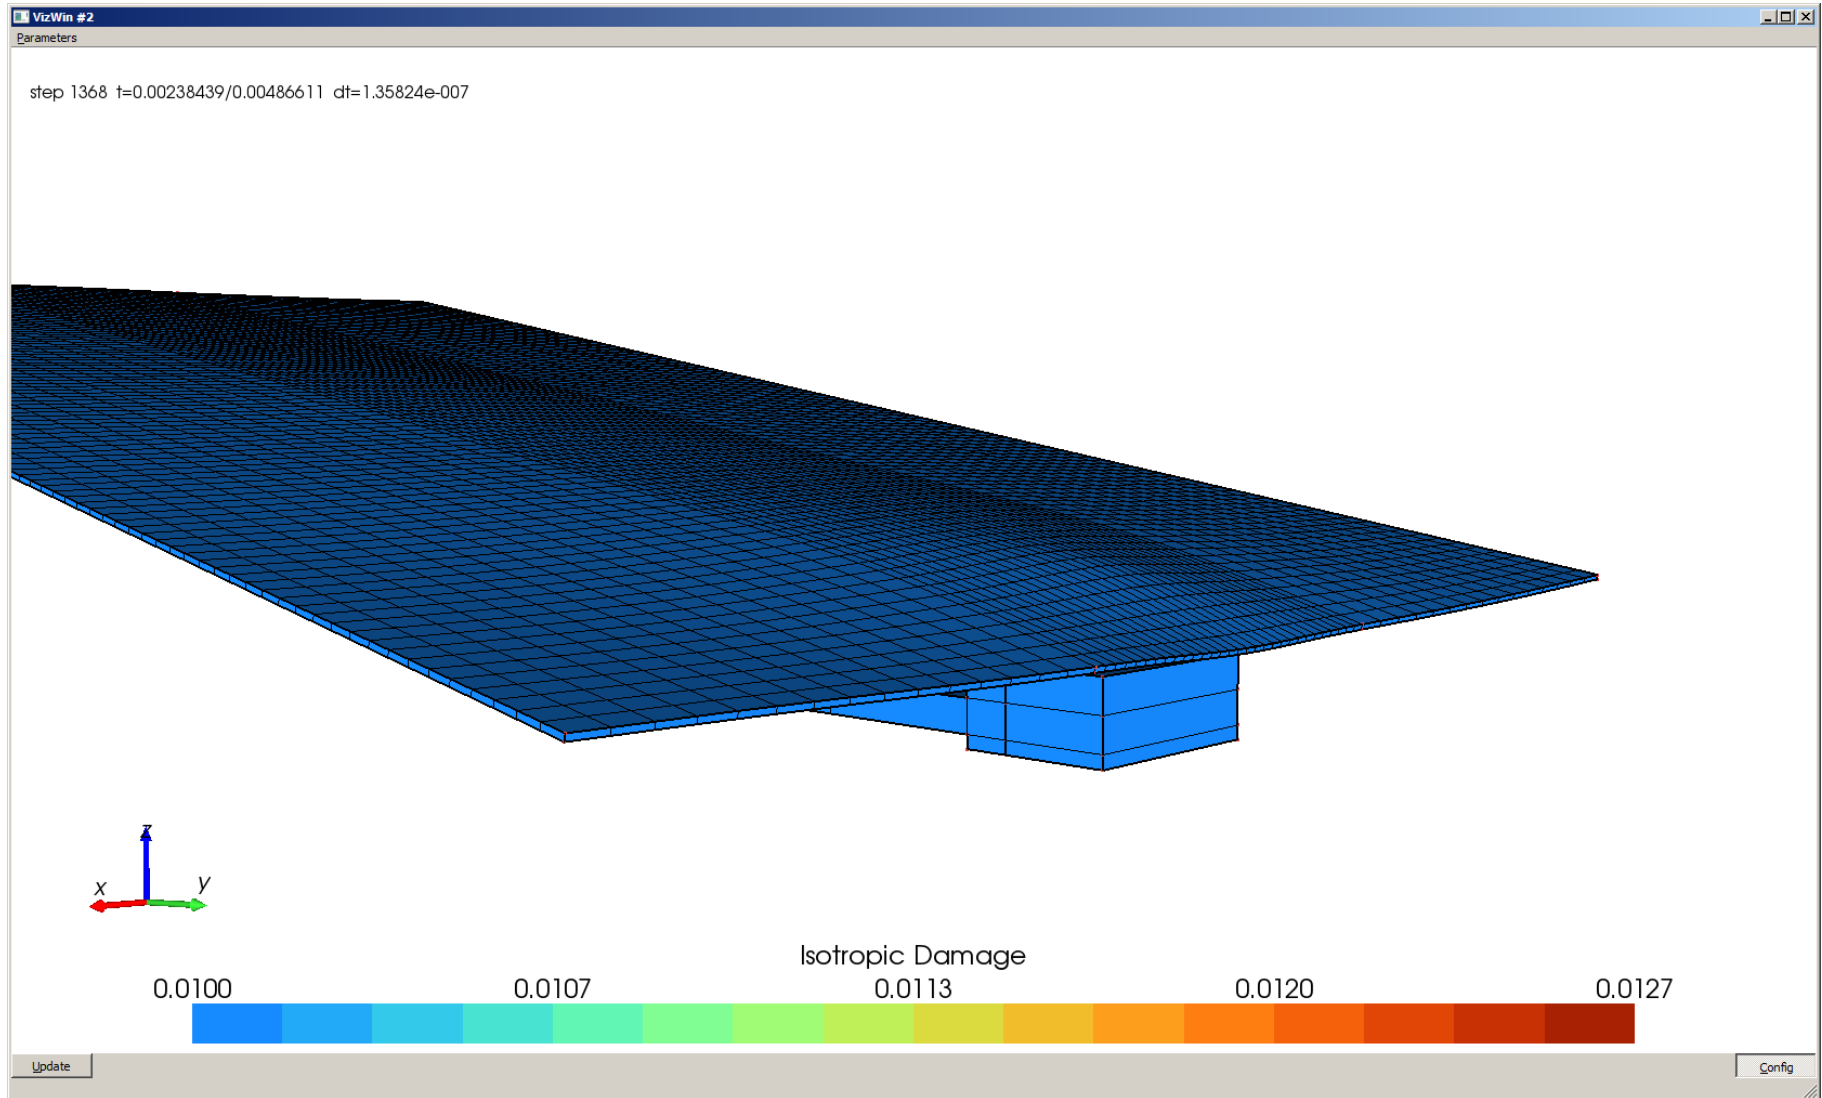 VizWin #2
Parameters
step 1368 t=0.00238439/0.00486611 dt=1.35824e-007
z
x y
Isotropic Damage
0.0100 0.0107 0.0113 0.0120 0.0127
Update Config